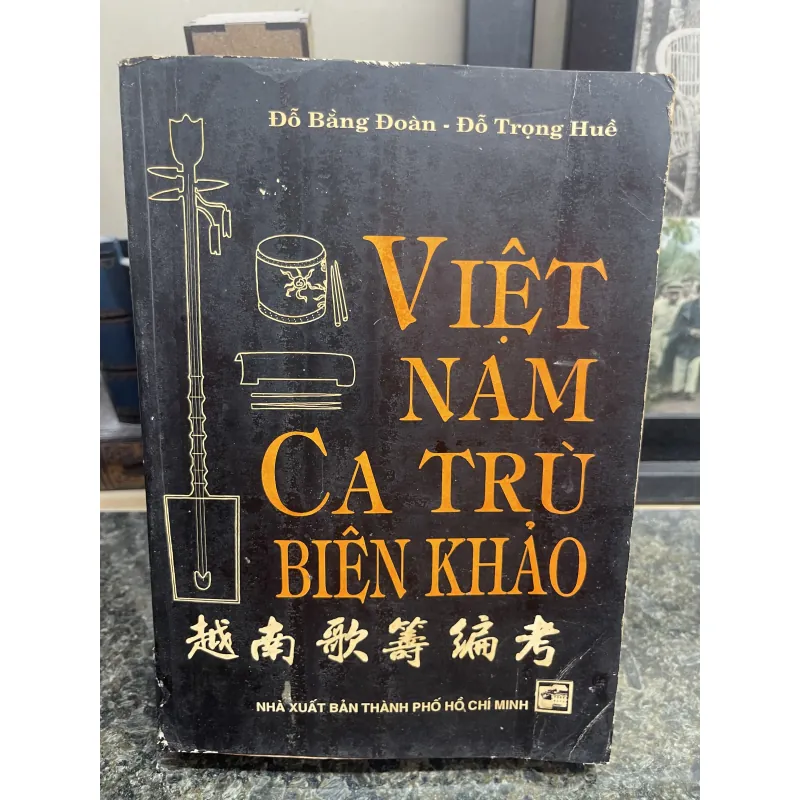 Đỗ Bằng Đoàn - Đỗ Trọng Huề
VIỆT
NAM
CA TRÙ
BIÊN KHẢO
越南歌籌編考
NHÀ XUẤT BẢN THÀNH PHỐ HỒ CHÍ MINH